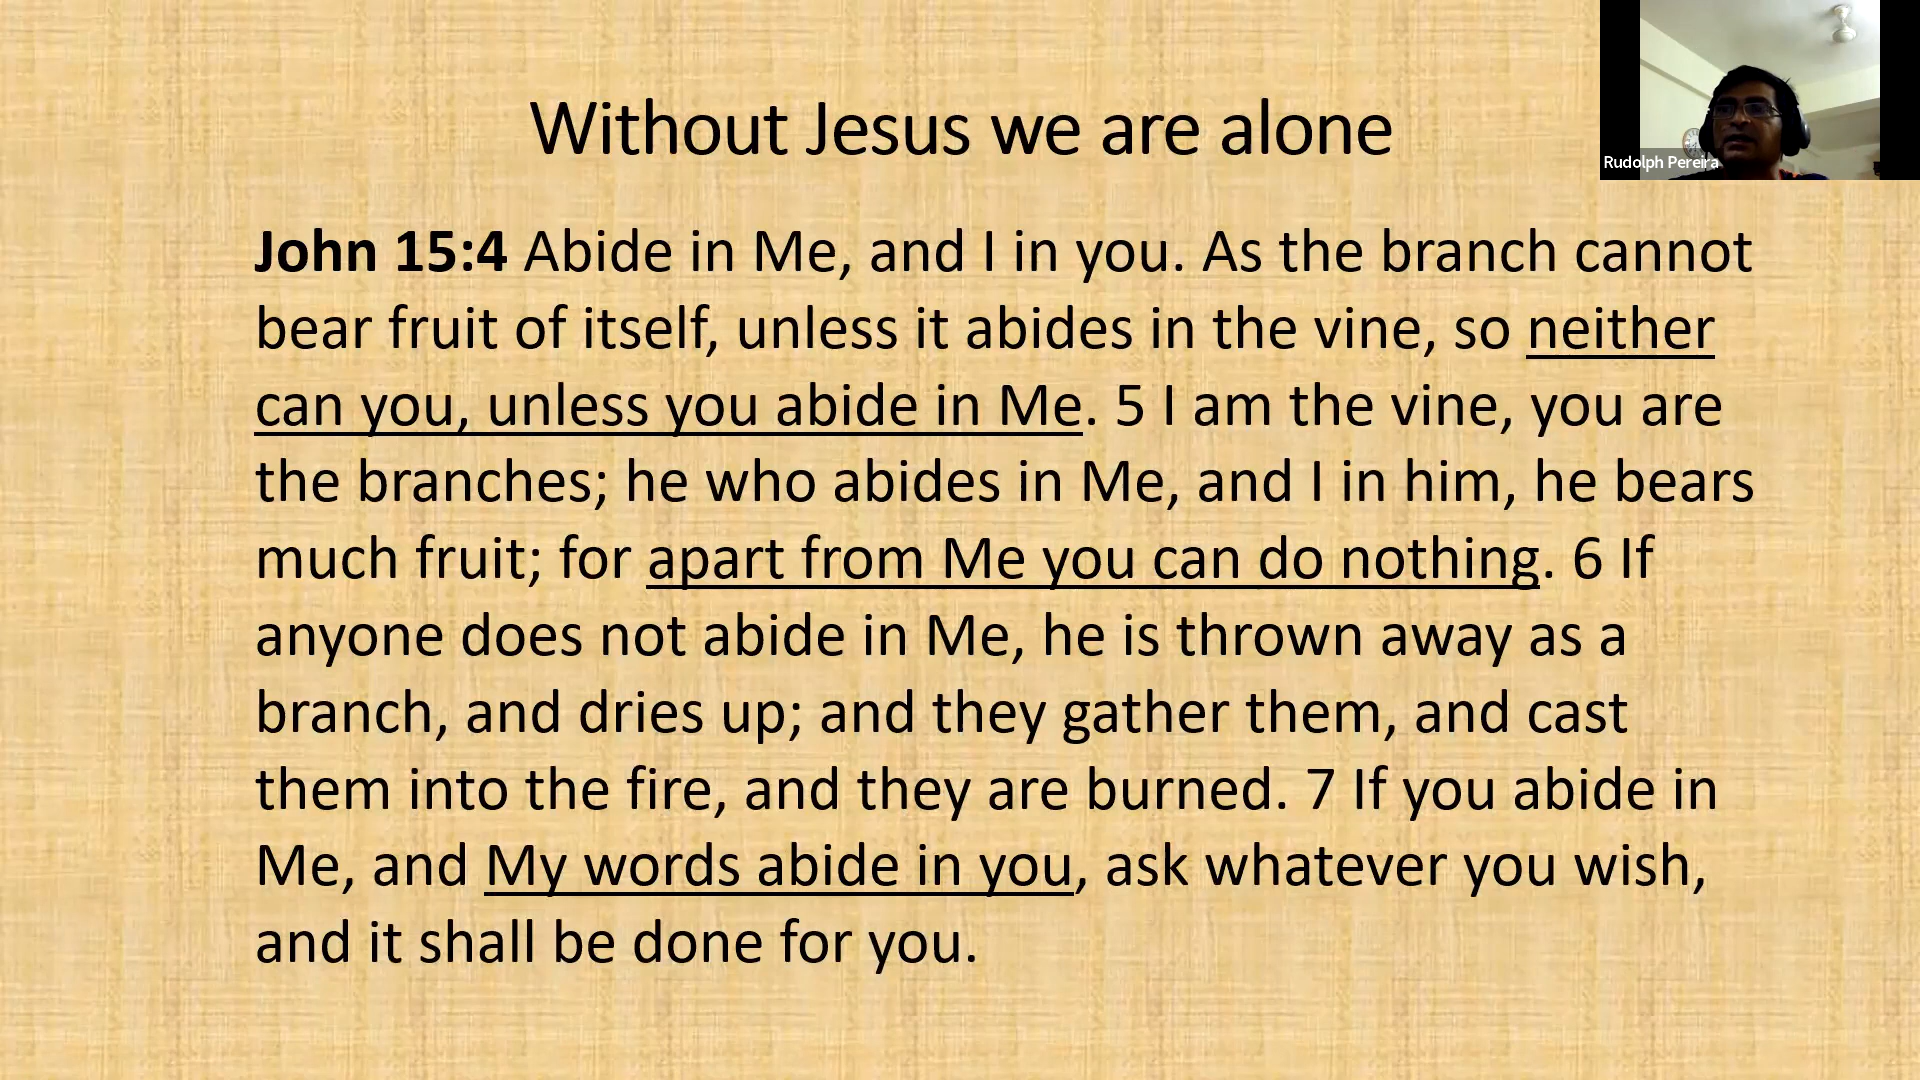 Without Jesus we are alone
Rudolph Pereira
John 15:4 Abide in Me, and I in you. As the branch cannot
bear fruit of itself, unless it abides in the vine, so neither
can you, unless you abide in Me. 5 I am the vine, you are
the branches; he who abides in Me, and I in him, he bears
much fruit; for apart from Me you can do nothing. 6 If
anyone does not abide in Me, he is thrown away as a
branch, and dries up; and they gather them, and cast
them into the fire, and they are burned. 7 If you abide in
Me, and My words abide in you, ask whatever you wish,
and it shall be done for you.